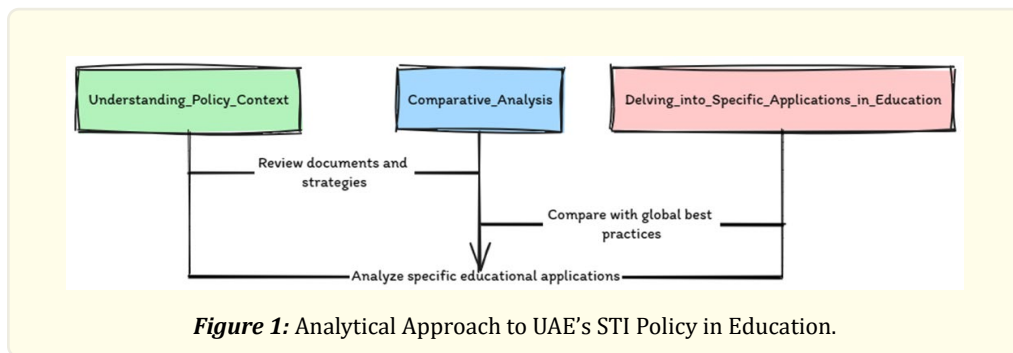 Understanding_Policy_Context
Comparative_Analysis
Delving_into_Specific_Applications_in_Education
Review documents and
strategies
Compare with global best
practices
Analyze specific educational applications
Figure 1: Analytical Approach to UAE’s STI Policy in Education.